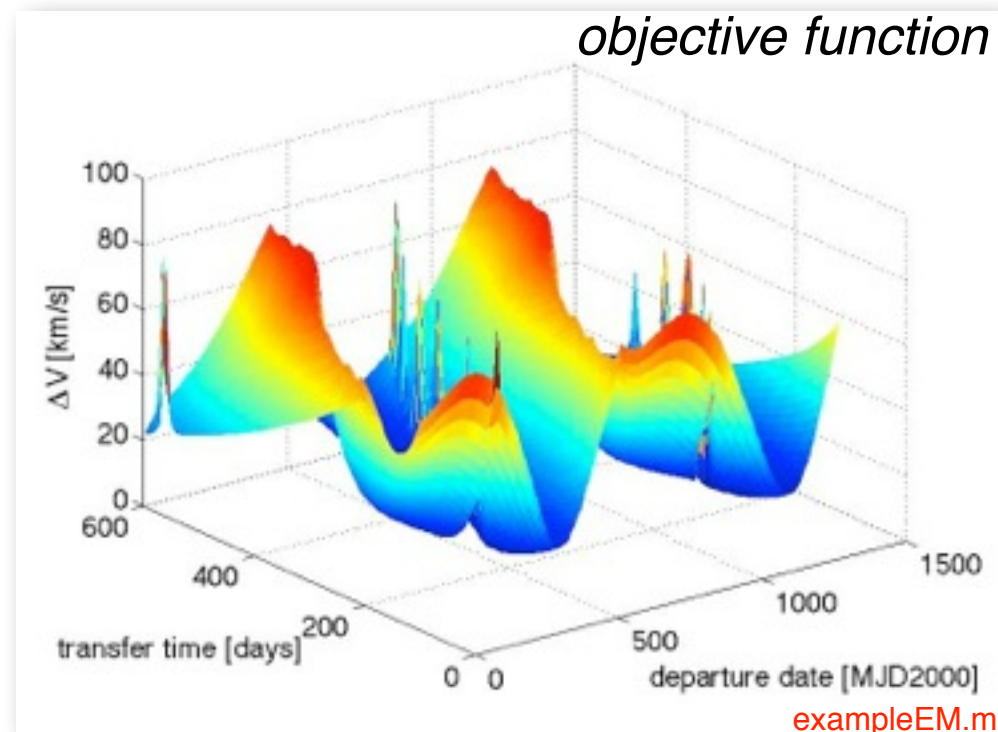 objective function
100
80
60
40
20
0
ΔV [km/s]
600
400
200
0
transfer time [days]
0
500
1000
1500
departure date [MJD2000]
exampleEM.m